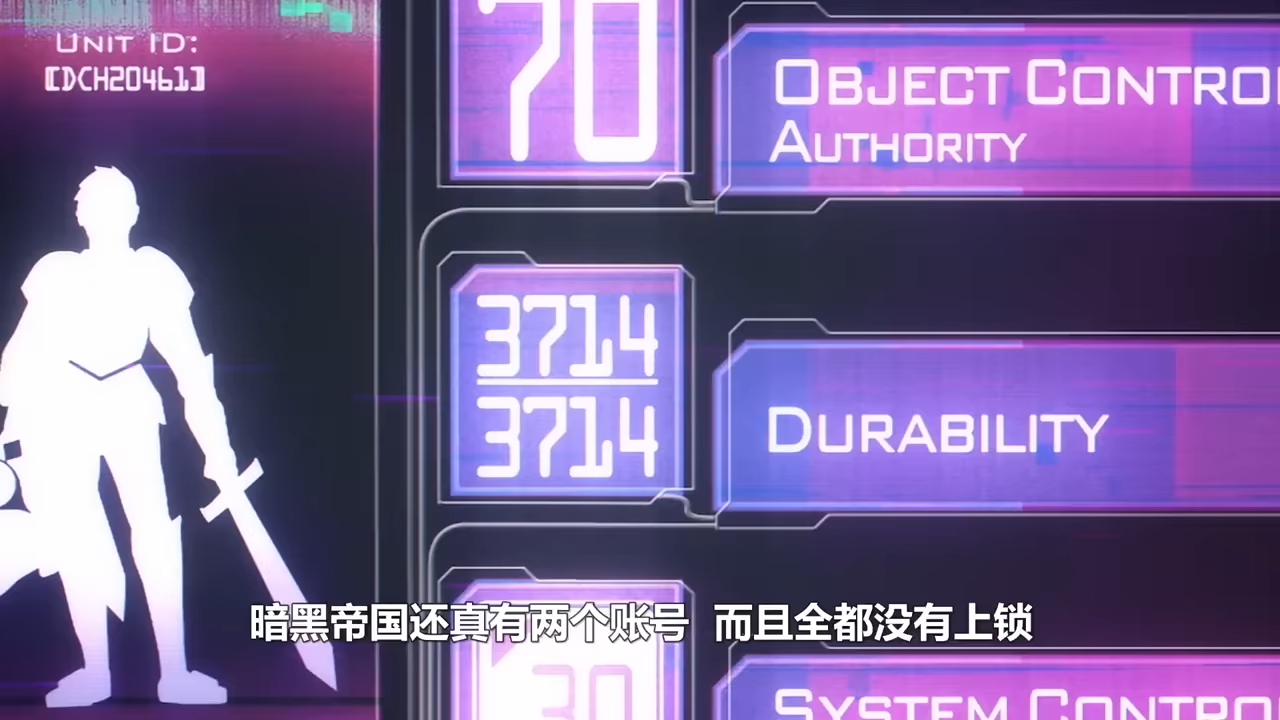 UNIT ID:
[DCH20461]
70
OBJECT CONTROL
AUTHORITY
3714
3714
DURABILITY
暗黑帝国还真有两个账号 而且全都没有上锁
30
SYSTEM CONTRO